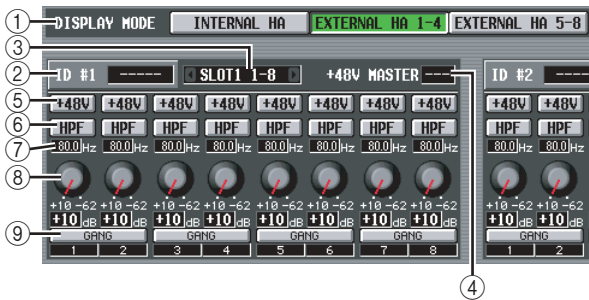 ① DISPLAY MODE INTERNAL HA EXTERNAL HA 1-4 EXTERNAL HA 5-8
③
② ID #1 ----- SLOT1 1-8 +48V MASTER --- ID #2 -----
⑤ +48V +48V +48V +48V +48V +48V +48V +48V +48V +48V
⑥ HPF HPF HPF HPF HPF HPF HPF HPF HPF HPF
⑦ 80.0 Hz 80.0 Hz 80.0 Hz 80.0 Hz 80.0 Hz 80.0 Hz 80.0 Hz 80.0 Hz 80.0 Hz 80.0 Hz
⑧
+10 -62 +10 -62 +10 -62 +10 -62 +10 -62 +10 -62 +10 -62 +10 -62 +10 -62 +10 -62
+10 dB +10 dB +10 dB +10 dB +10 dB +10 dB +10 dB +10 dB +10 dB +10 dB
⑨ GANG GANG GANG GANG GANG
1 2 3 4 5 6 7 8 1 2
④